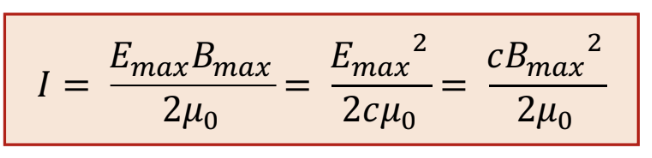 I = E_max B_max / 2μ₀ = E_max² / 2cμ₀ = cB_max² / 2μ₀